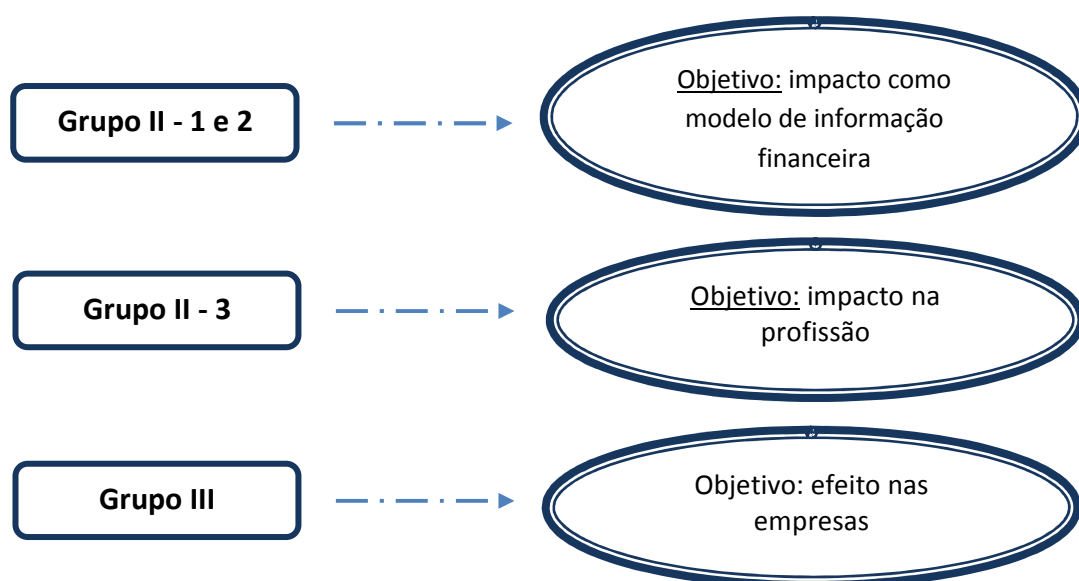 Grupo II - 1 e 2
Objetivo: impacto como
modelo de informação
financeira
Grupo II - 3
Objetivo: impacto na
profissão
Grupo III
Objetivo: efeito nas
empresas